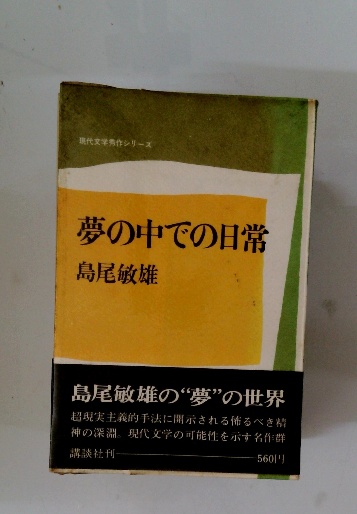 現代文学秀作シリーズ
夢の中での日常
島尾敏雄
島尾敏雄の“夢”の世界
超現実主義的手法に開示される怖るべき精
神の深淵。現代文学の可能性を示す名作群
講談社刊 560円